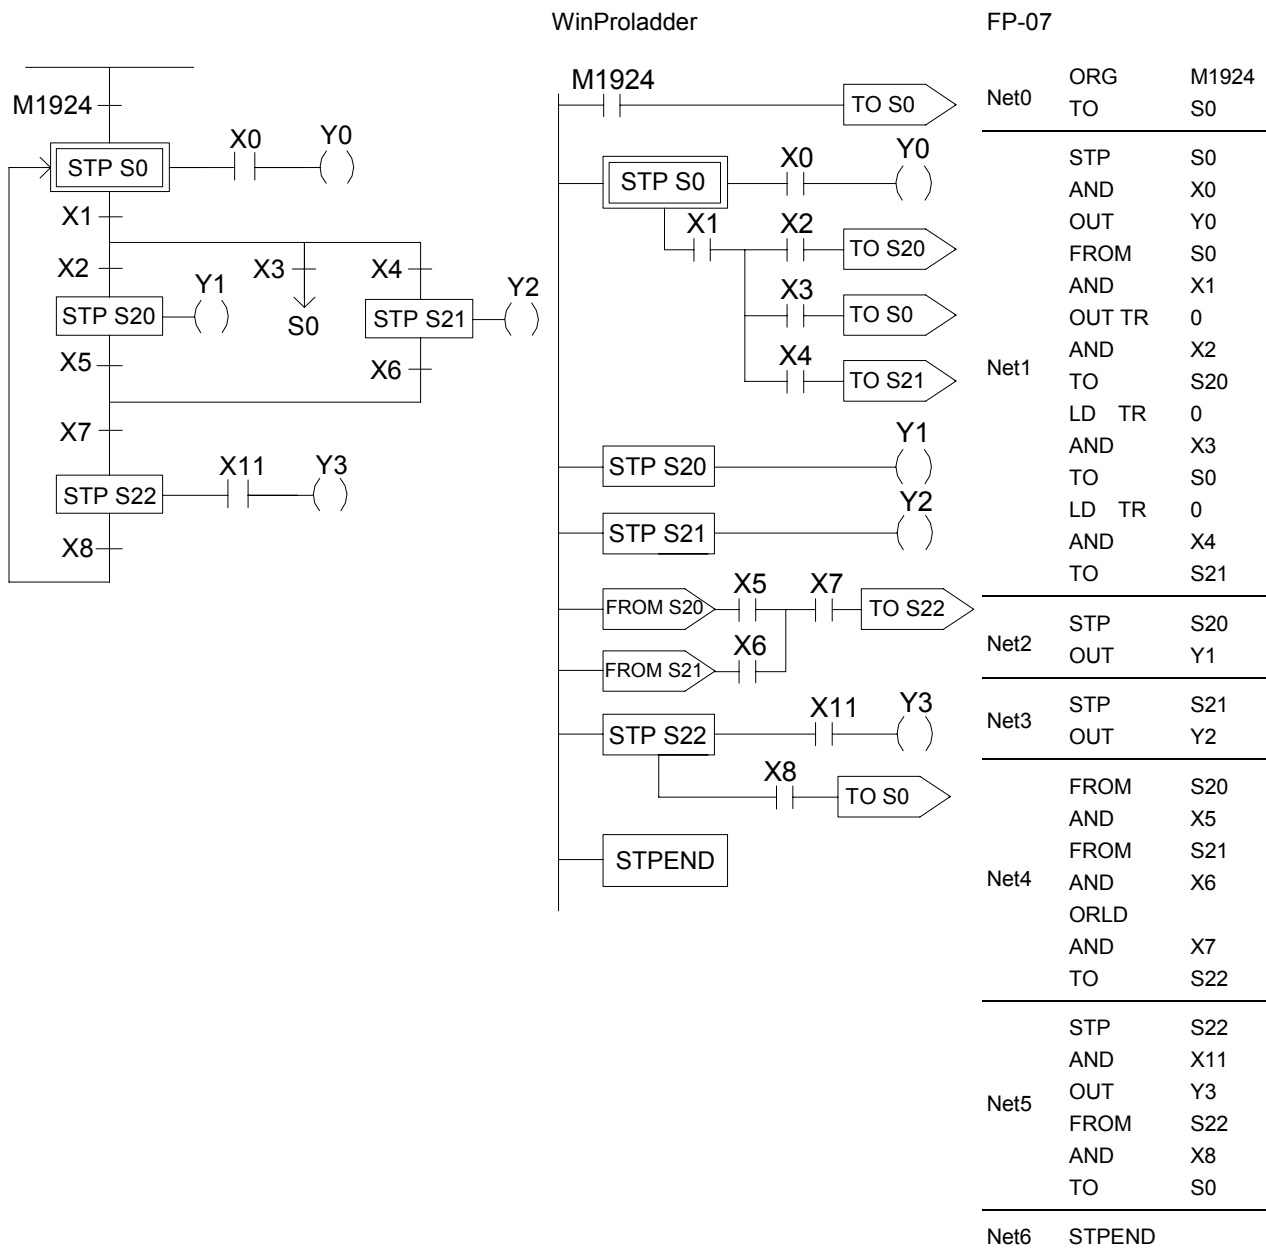 WinProladder
FP-07
M1924
STP S0
X0
Y0
X1
X2
X3
X4
Y1
Y2
STP S20
S0
STP S21
X5
X6
X7
X11
Y3
STP S22
X8
M1924
TO S0
X0
Y0
STP S0
X1
X2
TO S20
X3
TO S0
X4
TO S21
Y1
STP S20
Y2
STP S21
X5
X7
FROM S20
TO S22
X6
FROM S21
X11
Y3
STP S22
X8
TO S0
STPEND
Net0
ORG M1924
TO S0
Net1
STP S0
AND X0
OUT Y0
FROM S0
AND X1
OUT TR 0
AND X2
TO S20
LD TR 0
AND X3
TO S0
LD TR 0
AND X4
TO S21
Net2
STP S20
OUT Y1
Net3
STP S21
OUT Y2
Net4
FROM S20
AND X5
FROM S21
AND X6
ORLD
AND X7
TO S22
Net5
STP S22
AND X11
OUT Y3
FROM S22
AND X8
TO S0
Net6 STPEND